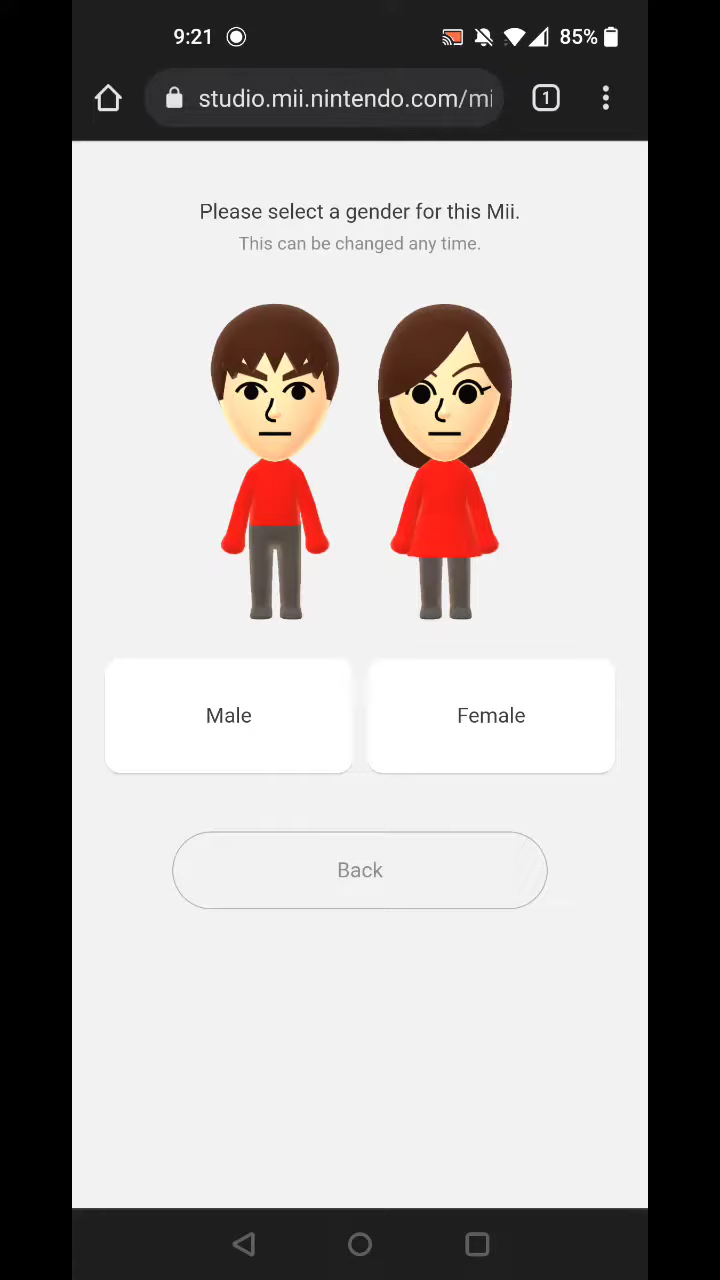 9:21
85%
studio.mii.nintendo.com/mi
1
Please select a gender for this Mii.
This can be changed any time.
Male
Female
Back